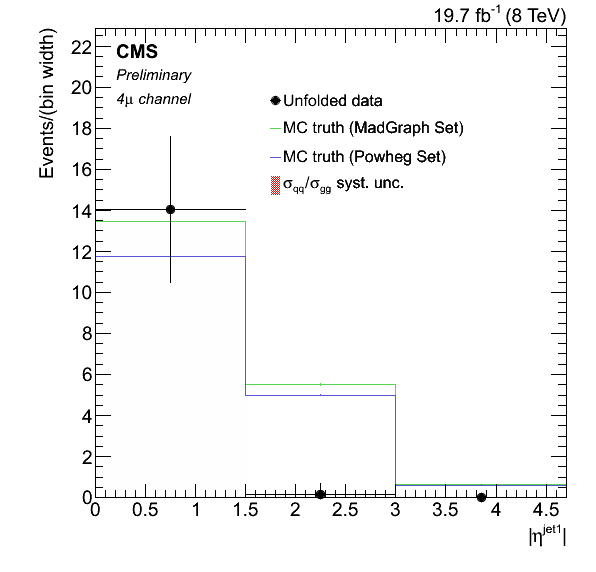 19.7 fb⁻¹ (8 TeV)
Events/(bin width)
CMS
Preliminary
4μ channel
Unfolded data
MC truth (MadGraph Set)
MC truth (Powheg Set)
σqq/σgg syst. unc.
22
20
18
16
14
12
10
8
6
4
2
0
0 0.5 1 1.5 2 2.5 3 3.5 4 4.5
|η^jet1|